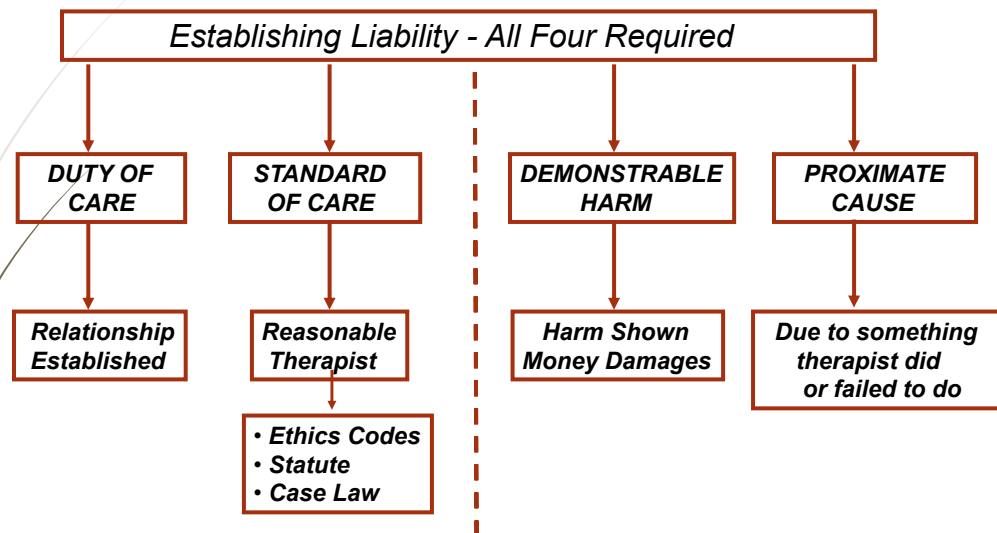 Establishing Liability - All Four Required
DUTY OF
CARE
STANDARD
OF CARE
DEMONSTRABLE
HARM
PROXIMATE
CAUSE
Relationship
Established
Reasonable
Therapist
Harm Shown
Money Damages
Due to something
therapist did
or failed to do
• Ethics Codes
• Statute
• Case Law